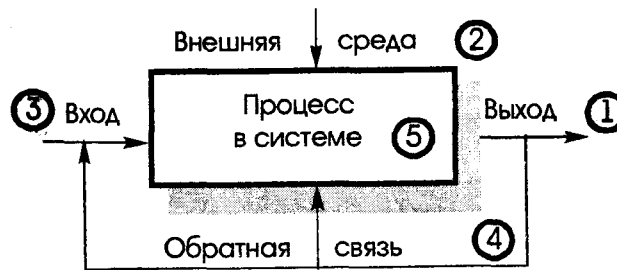 Внешняя среда ②
③ Вход
Процесс
в системе ⑤
Выход ①
Обратная связь ④